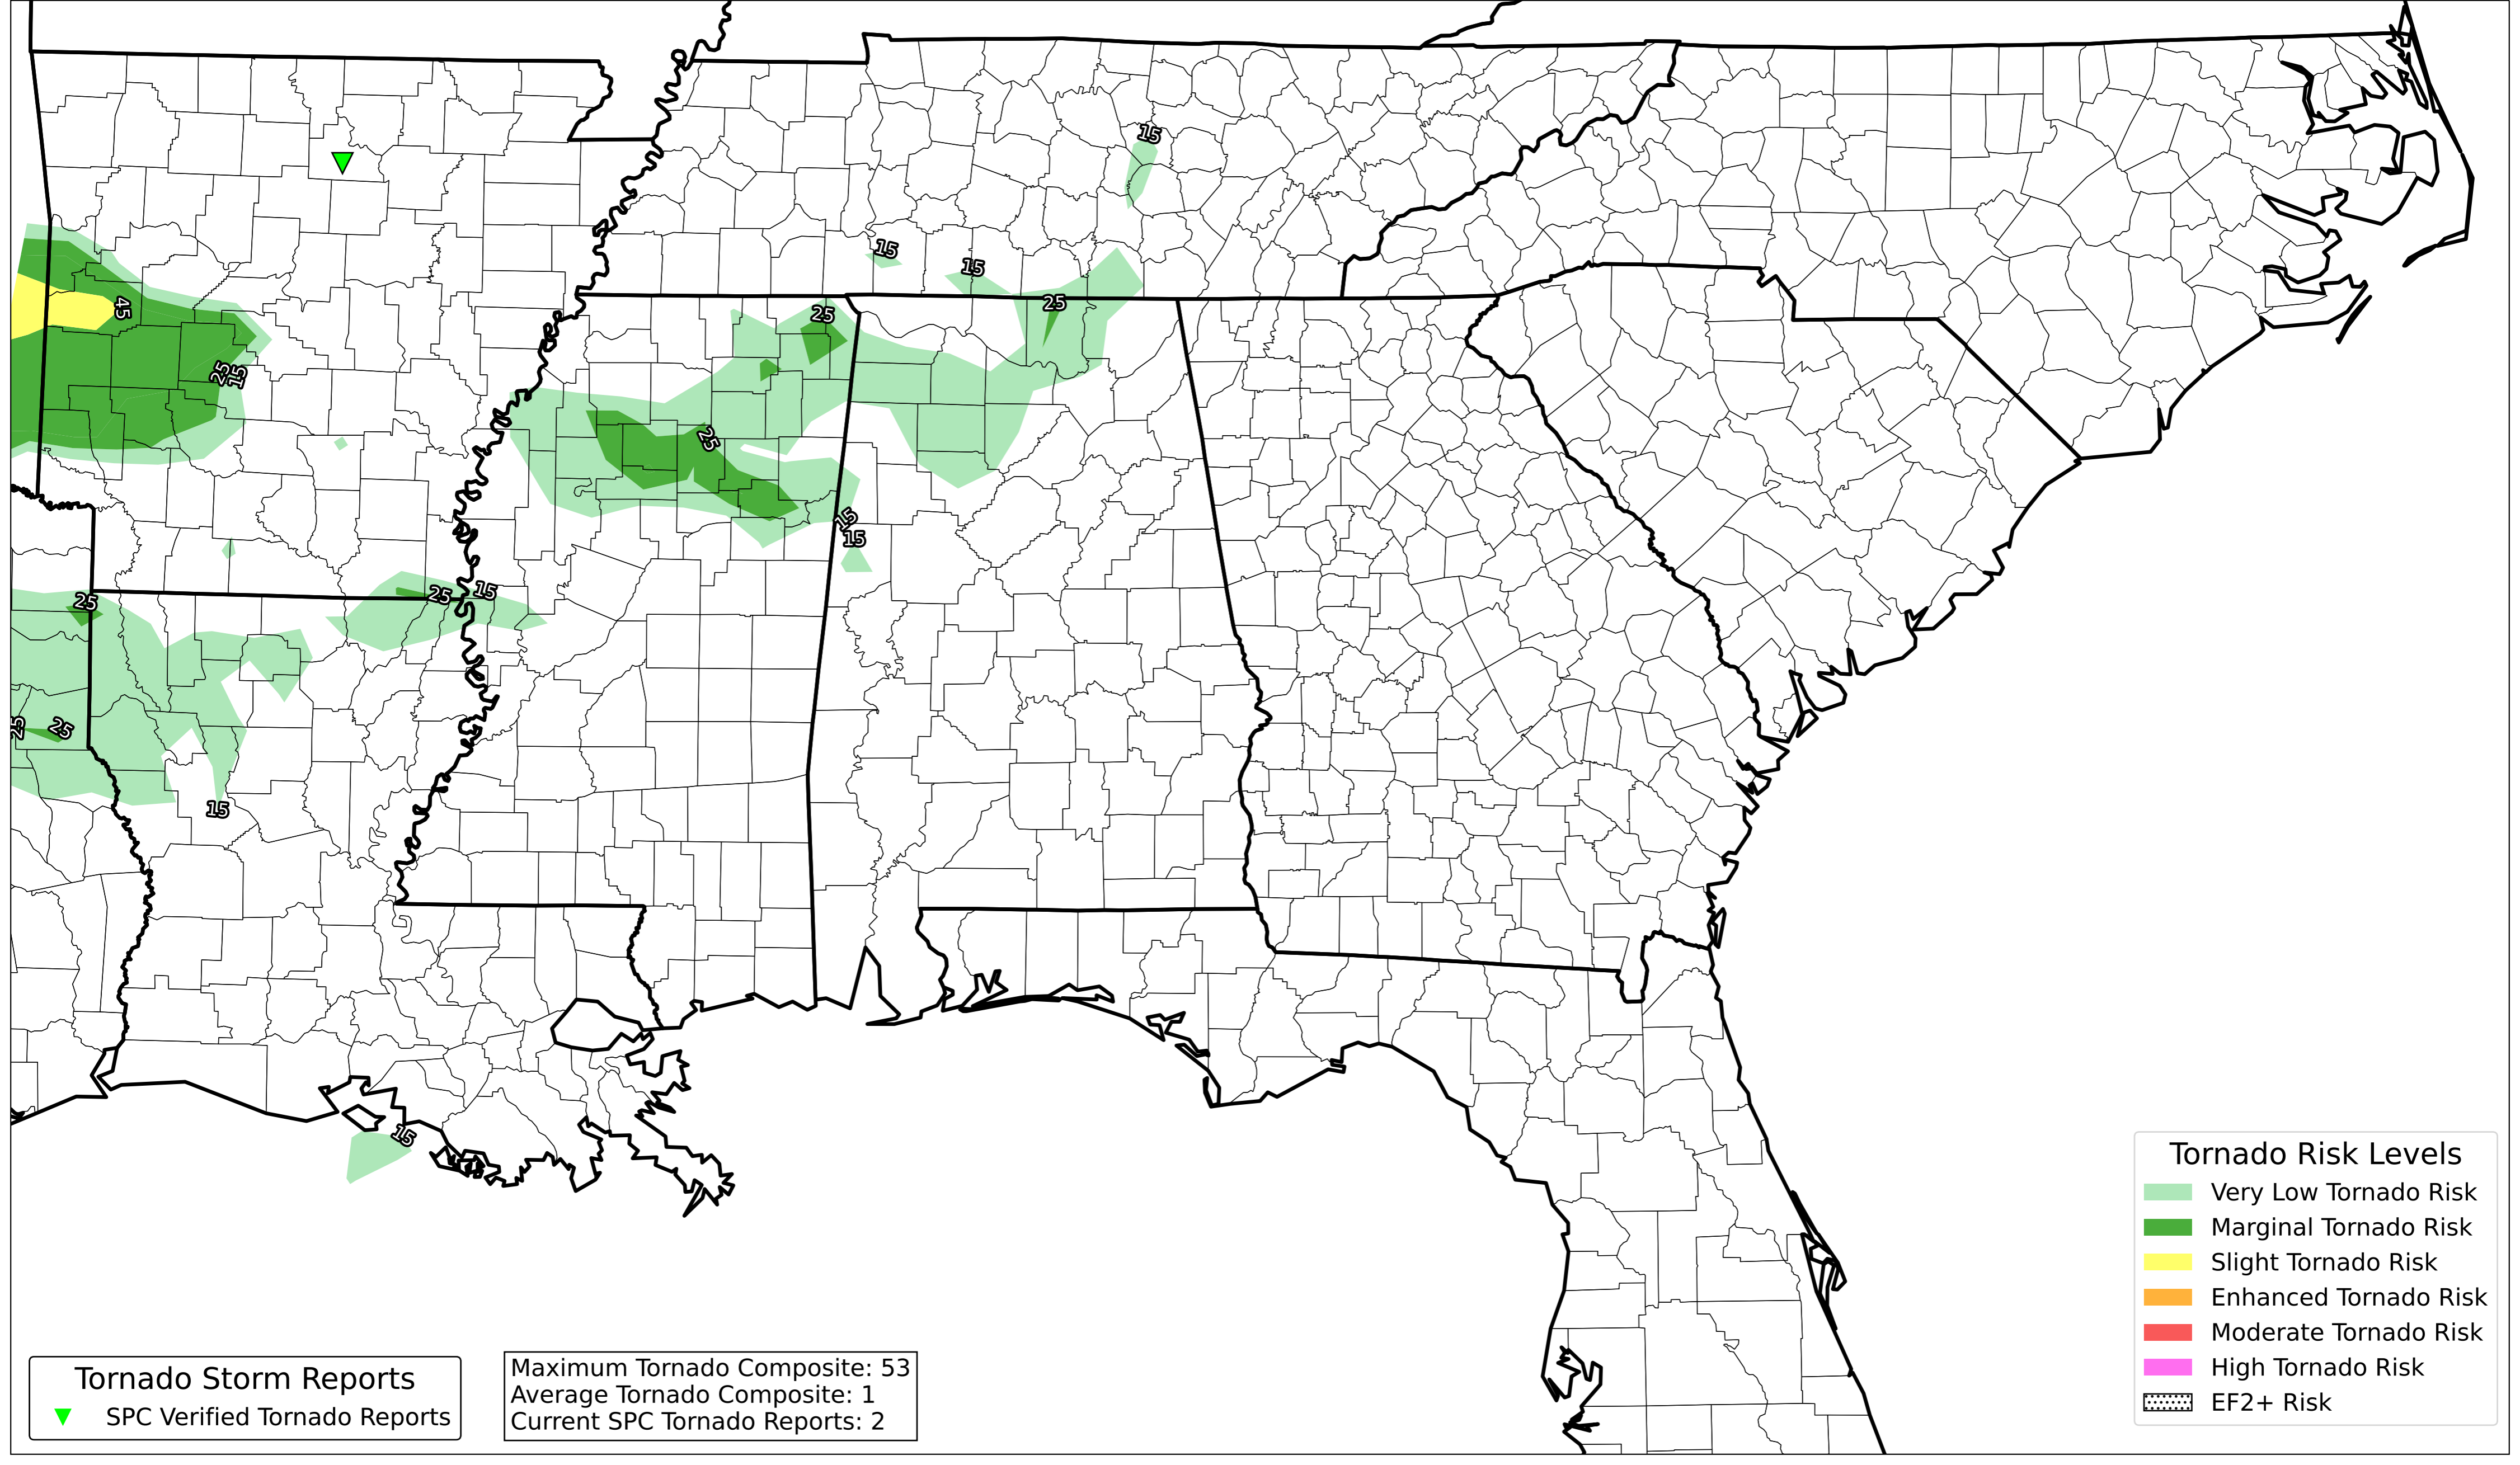 15
15
15
25
25
45
25
15
25
15
15
25
15
25
25
25
15
15
Tornado Risk Levels
Very Low Tornado Risk
Marginal Tornado Risk
Slight Tornado Risk
Enhanced Tornado Risk
Moderate Tornado Risk
High Tornado Risk
EF2+ Risk
Tornado Storm Reports
SPC Verified Tornado Reports
Maximum Tornado Composite: 53
Average Tornado Composite: 1
Current SPC Tornado Reports: 2